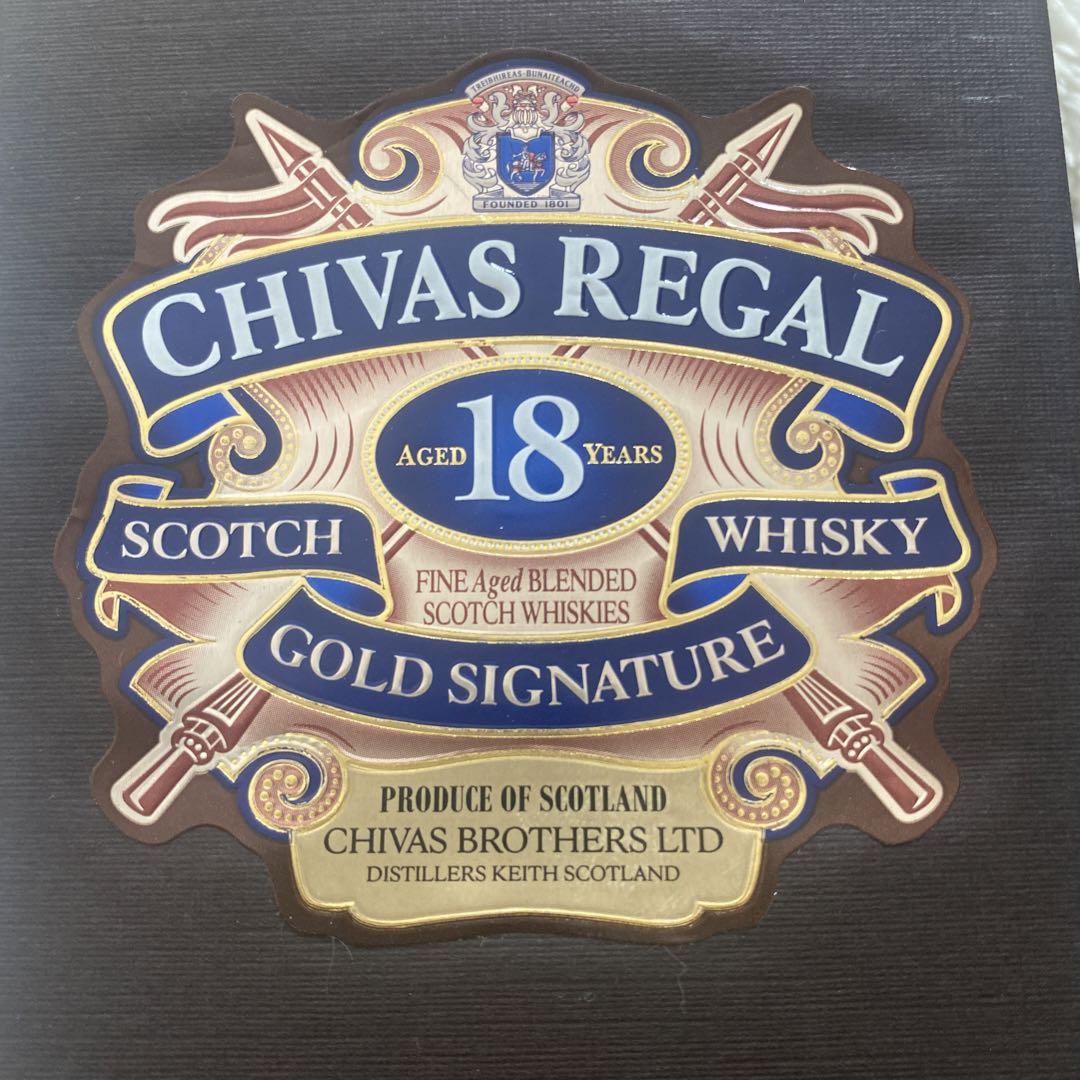 TREIBHIREAS·BUNAITEACHD
FOUNDED 1801
CHIVAS REGAL
AGED 18 YEARS
SCOTCH WHISKY
FINE Aged BLENDED
SCOTCH WHISKIES
GOLD SIGNATURE
PRODUCE OF SCOTLAND
CHIVAS BROTHERS LTD
DISTILLERS KEITH SCOTLAND